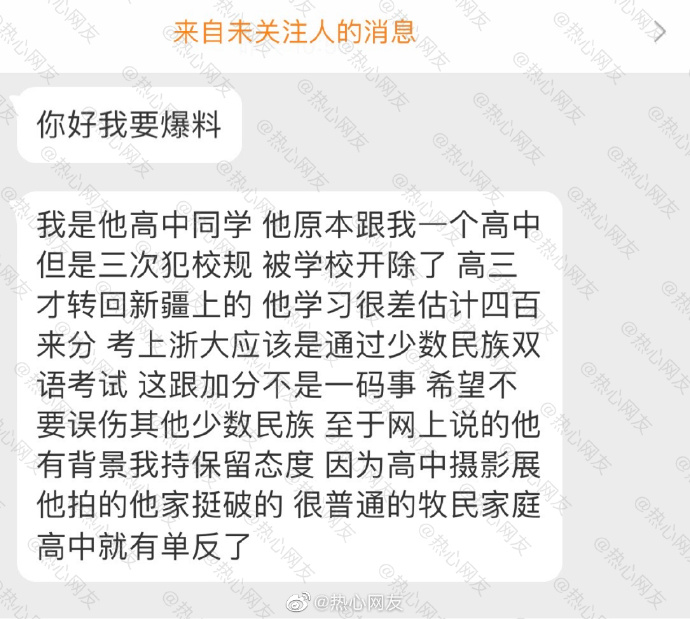 来自未关注人的消息
你好我要爆料
我是他高中同学 他原本跟我一个高中
但是三次犯校规 被学校开除了 高三
才转回新疆上的 他学习很差估计四百
来分 考上浙大应该是通过少数民族双
语考试 这跟加分不是一码事 希望不
要误伤其他少数民族 至于网上说的他
有背景我持保留态度 因为高中摄影展
他拍的他家挺破的 很普通的牧民家庭
高中就有单反了
@热心网友